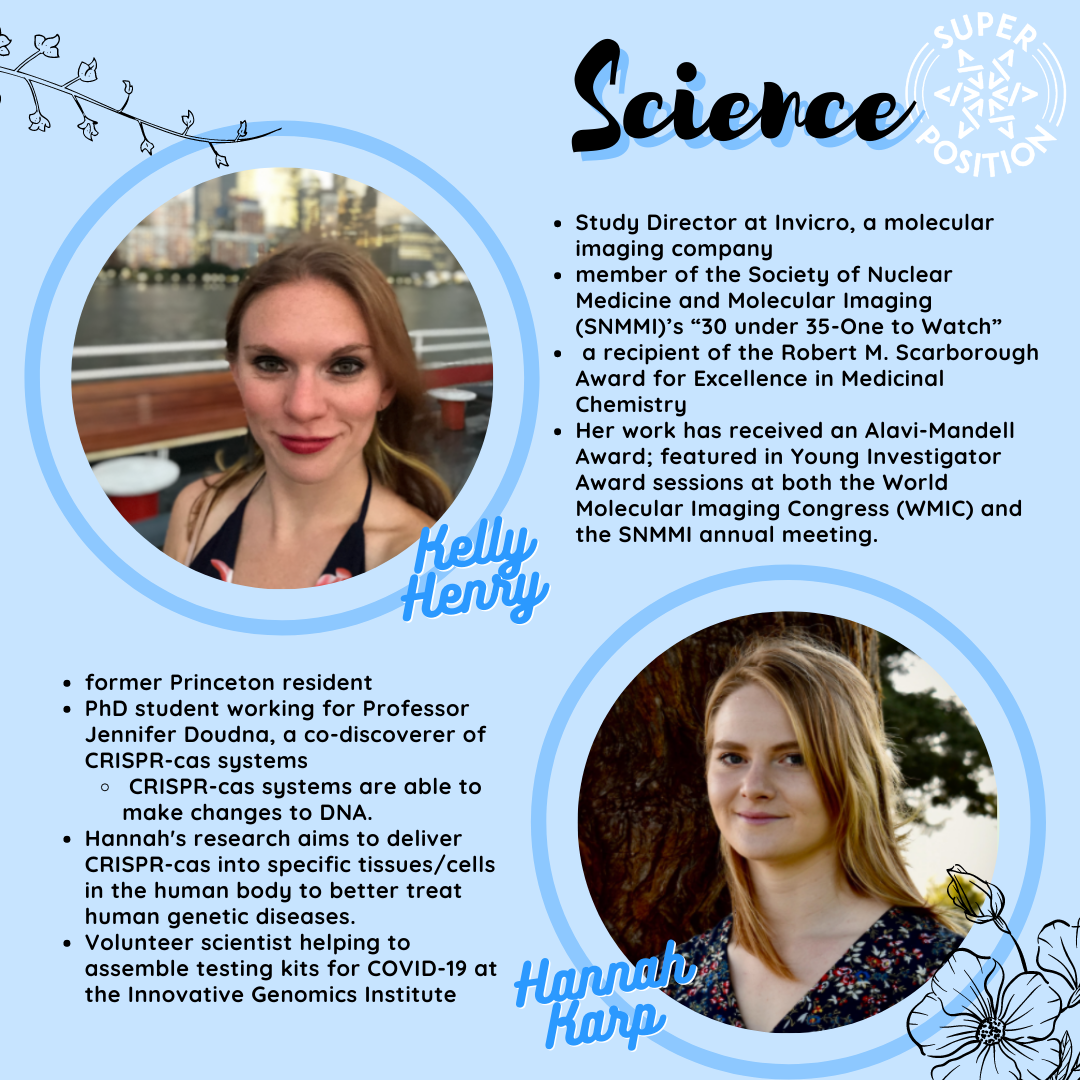 Science
SUPER
POSITION
• Study Director at Invicro, a molecular
imaging company
• member of the Society of Nuclear
Medicine and Molecular Imaging
(SNMMI)’s “30 under 35-One to Watch”
• a recipient of the Robert M. Scarborough
Award for Excellence in Medicinal
Chemistry
• Her work has received an Alavi-Mandell
Award; featured in Young Investigator
Award sessions at both the World
Molecular Imaging Congress (WMIC) and
the SNMMI annual meeting.
Kelly
Henry
• former Princeton resident
• PhD student working for Professor
Jennifer Doudna, a co-discoverer of
CRISPR-cas systems
◦ CRISPR-cas systems are able to
make changes to DNA.
• Hannah's research aims to deliver
CRISPR-cas into specific tissues/cells
in the human body to better treat
human genetic diseases.
• Volunteer scientist helping to
assemble testing kits for COVID-19 at
the Innovative Genomics Institute
Hannah
Karp